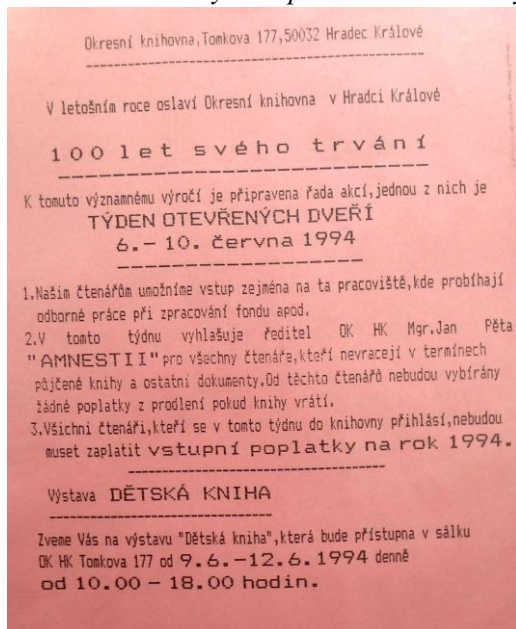 Okresní knihovna,Tomkova 177,50032 Hradec Králové
V letošním roce oslaví Okresní knihovna v Hradci Králové
100 let svého trvání
K tomuto významnému výročí je připravena řada akcí,jednou z nich je
TÝDEN OTEVŘENÝCH DVEŘÍ
6.- 10. června 1994
1.Našim čtenářům umožníme vstup zejména na ta pracoviště,kde probíhají
odborné práce při zpracování fondu apod.
2.V tomto týdnu vyhlašuje ředitel OK HK Mgr.Jan Pěta
"AMNESTII" pro všechny čtenáře,kteří nevracejí v termínech
půjčené knihy a ostatní dokumenty.Od těchto čtenářů nebudou vybírány
žádné poplatky z prodlení pokud knihy vrátí.
3.Všichni čtenáři,kteří se v tomto týdnu do knihovny přihlásí,nebudou
muset zaplatit vstupní poplatky na rok 1994.
Výstava DĚTSKÁ KNIHA
Zveme Vás na výstavu "Dětská kniha",která bude přístupna v sálku
OK HK Tomkova 177 od 9.6.-12.6.1994 denně
od 10.00 - 18.00 hodin.